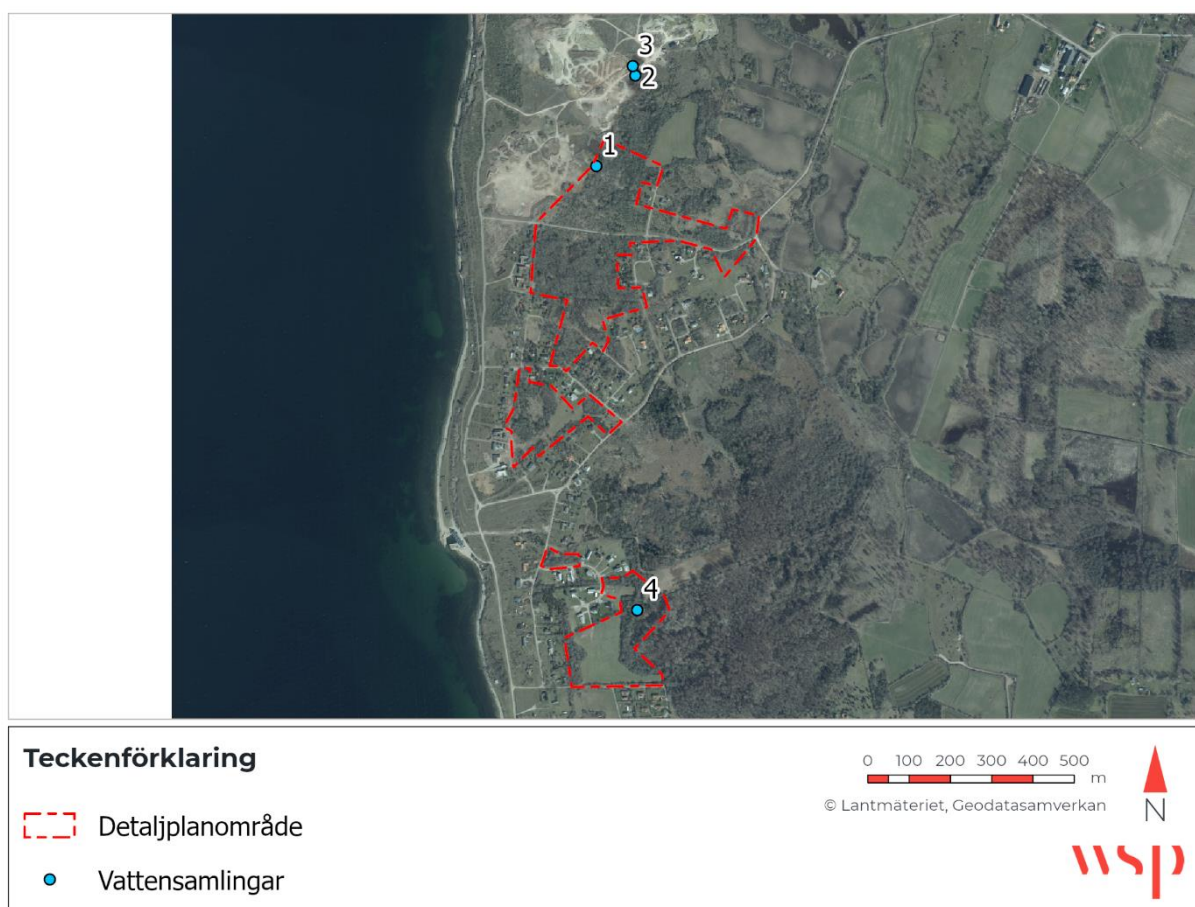 3
2
1
4
Teckenförklaring
Detaljplanområde
Vattensamlingar
0 100 200 300 400 500 m
© Lantmäteriet, Geodatasamverkan
N
wsp